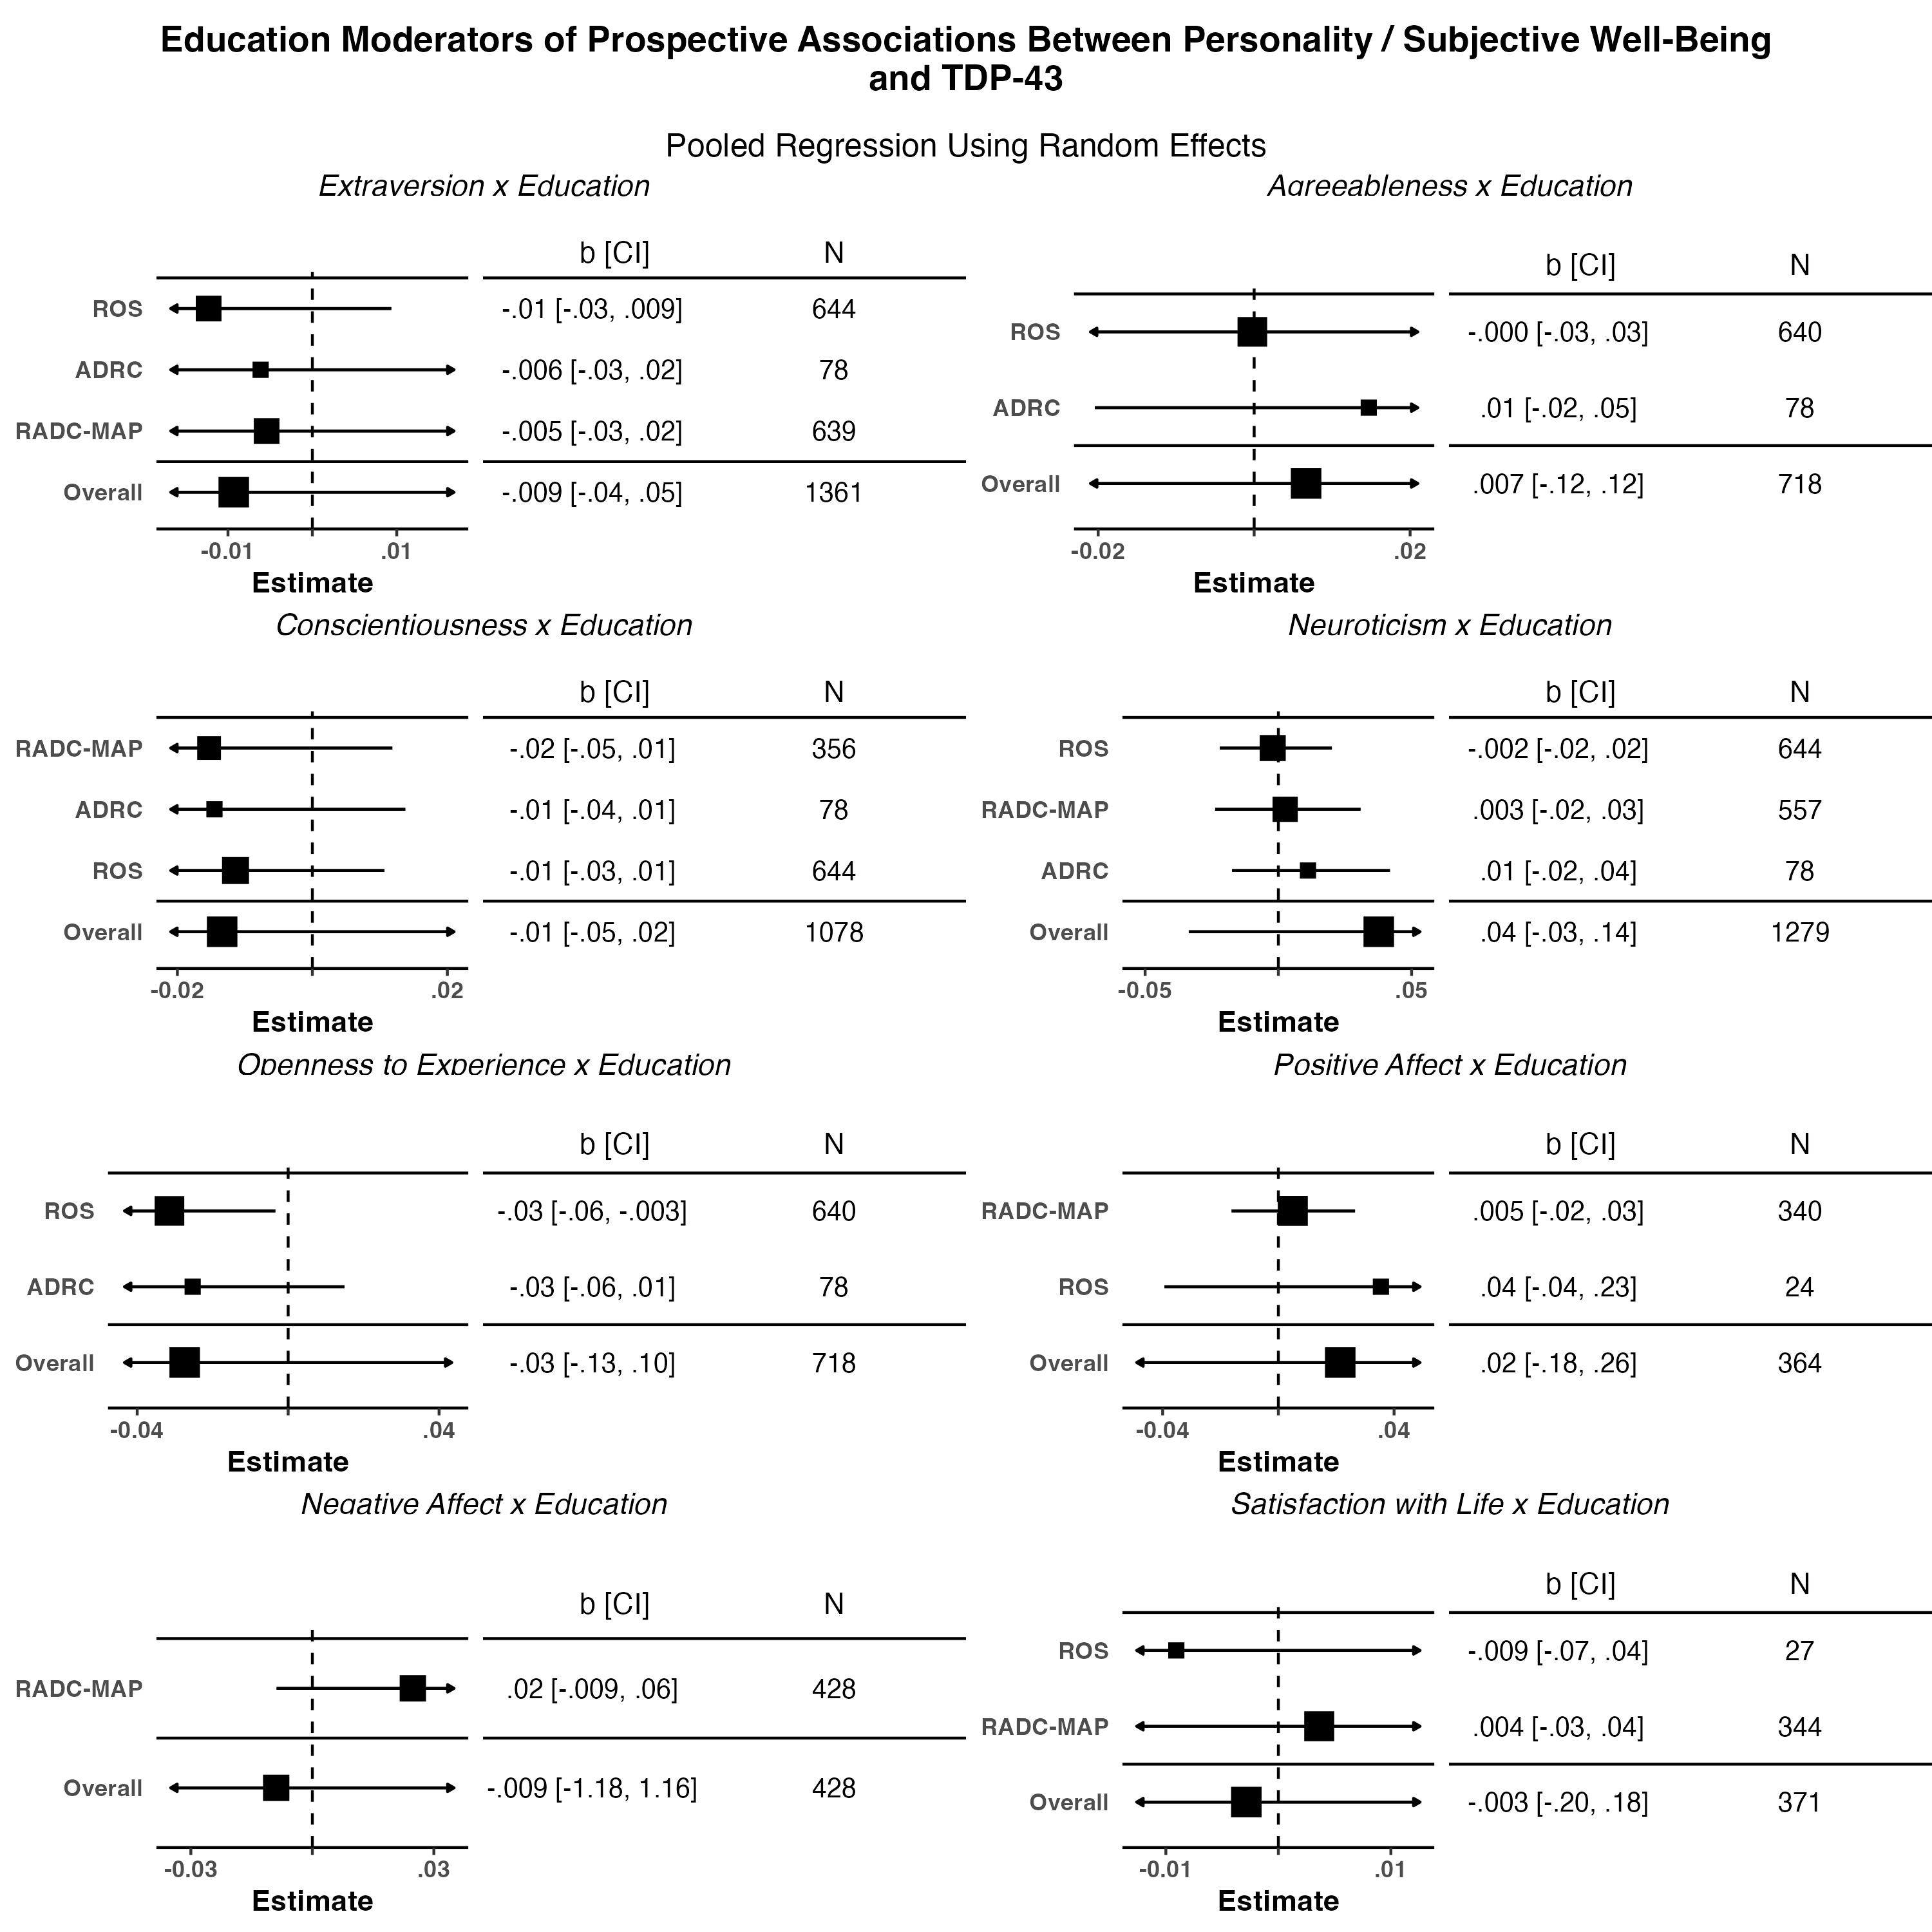 Education Moderators of Prospective Associations Between Personality / Subjective Well-Being
and TDP-43
Pooled Regression Using Random Effects
Extraversion x Education
b [CI] N
ROS -.01 [-.03, .009] 644
ADRC -.006 [-.03, .02] 78
RADC-MAP -.005 [-.03, .02] 639
Overall -.009 [-.04, .05] 1361
-0.01 .01
Estimate
Agreeableness x Education
b [CI] N
ROS -.000 [-.03, .03] 640
ADRC .01 [-.02, .05] 78
Overall .007 [-.12, .12] 718
-0.02 .02
Estimate
Conscientiousness x Education
b [CI] N
RADC-MAP -.02 [-.05, .01] 356
ADRC -.01 [-.04, .01] 78
ROS -.01 [-.03, .01] 644
Overall -.01 [-.05, .02] 1078
-0.02 .02
Estimate
Neuroticism x Education
b [CI] N
ROS -.002 [-.02, .02] 644
RADC-MAP .003 [-.02, .03] 557
ADRC .01 [-.02, .04] 78
Overall .04 [-.03, .14] 1279
-0.05 .05
Estimate
Openness to Experience x Education
b [CI] N
ROS -.03 [-.06, -.003] 640
ADRC -.03 [-.06, .01] 78
Overall -.03 [-.13, .10] 718
-0.04 .04
Estimate
Positive Affect x Education
b [CI] N
RADC-MAP .005 [-.02, .03] 340
ROS .04 [-.04, .23] 24
Overall .02 [-.18, .26] 364
-0.04 .04
Estimate
Negative Affect x Education
b [CI] N
RADC-MAP .02 [-.009, .06] 428
Overall -.009 [-1.18, 1.16] 428
-0.03 .03
Estimate
Satisfaction with Life x Education
b [CI] N
ROS -.009 [-.07, .04] 27
RADC-MAP .004 [-.03, .04] 344
Overall -.003 [-.20, .18] 371
-0.01 .01
Estimate